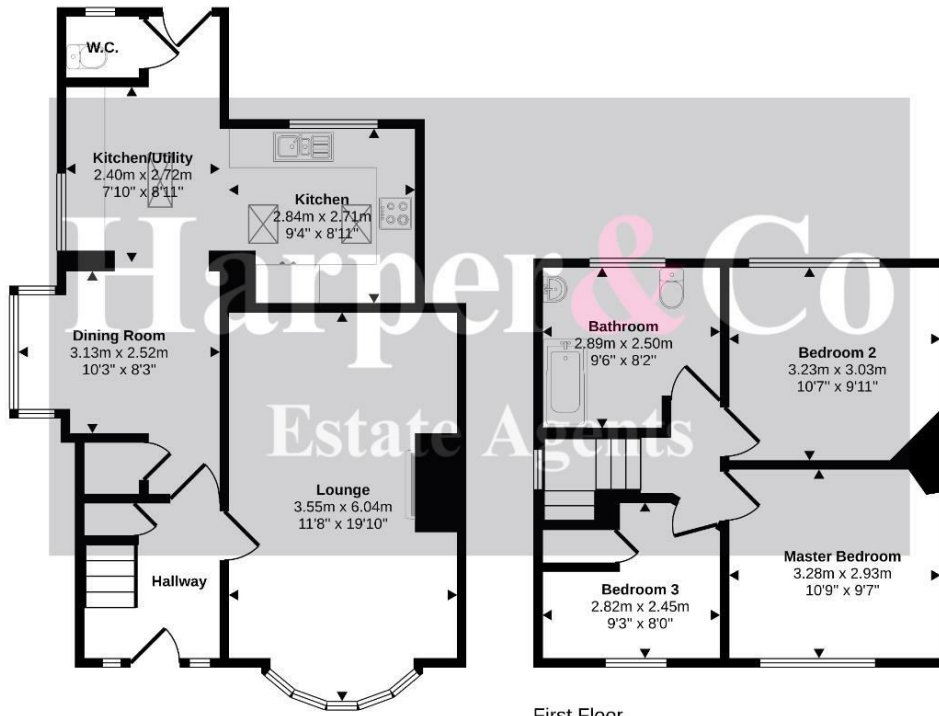 W.C.
Kitchen/Utility
2.40m x 2.72m
7'10" x 8'11"
Kitchen
2.84m x 2.71m
9'4" x 8'11"
Harper&Co
Estate Agents
Dining Room
3.13m x 2.52m
10'3" x 8'3"
Lounge
3.55m x 6.04m
11'8" x 19'10"
Hallway
Bathroom
2.89m x 2.50m
9'6" x 8'2"
Bedroom 2
3.23m x 3.03m
10'7" x 9'11"
Master Bedroom
3.28m x 2.93m
10'9" x 9'7"
Bedroom 3
2.82m x 2.45m
9'3" x 8'0"
First Floor